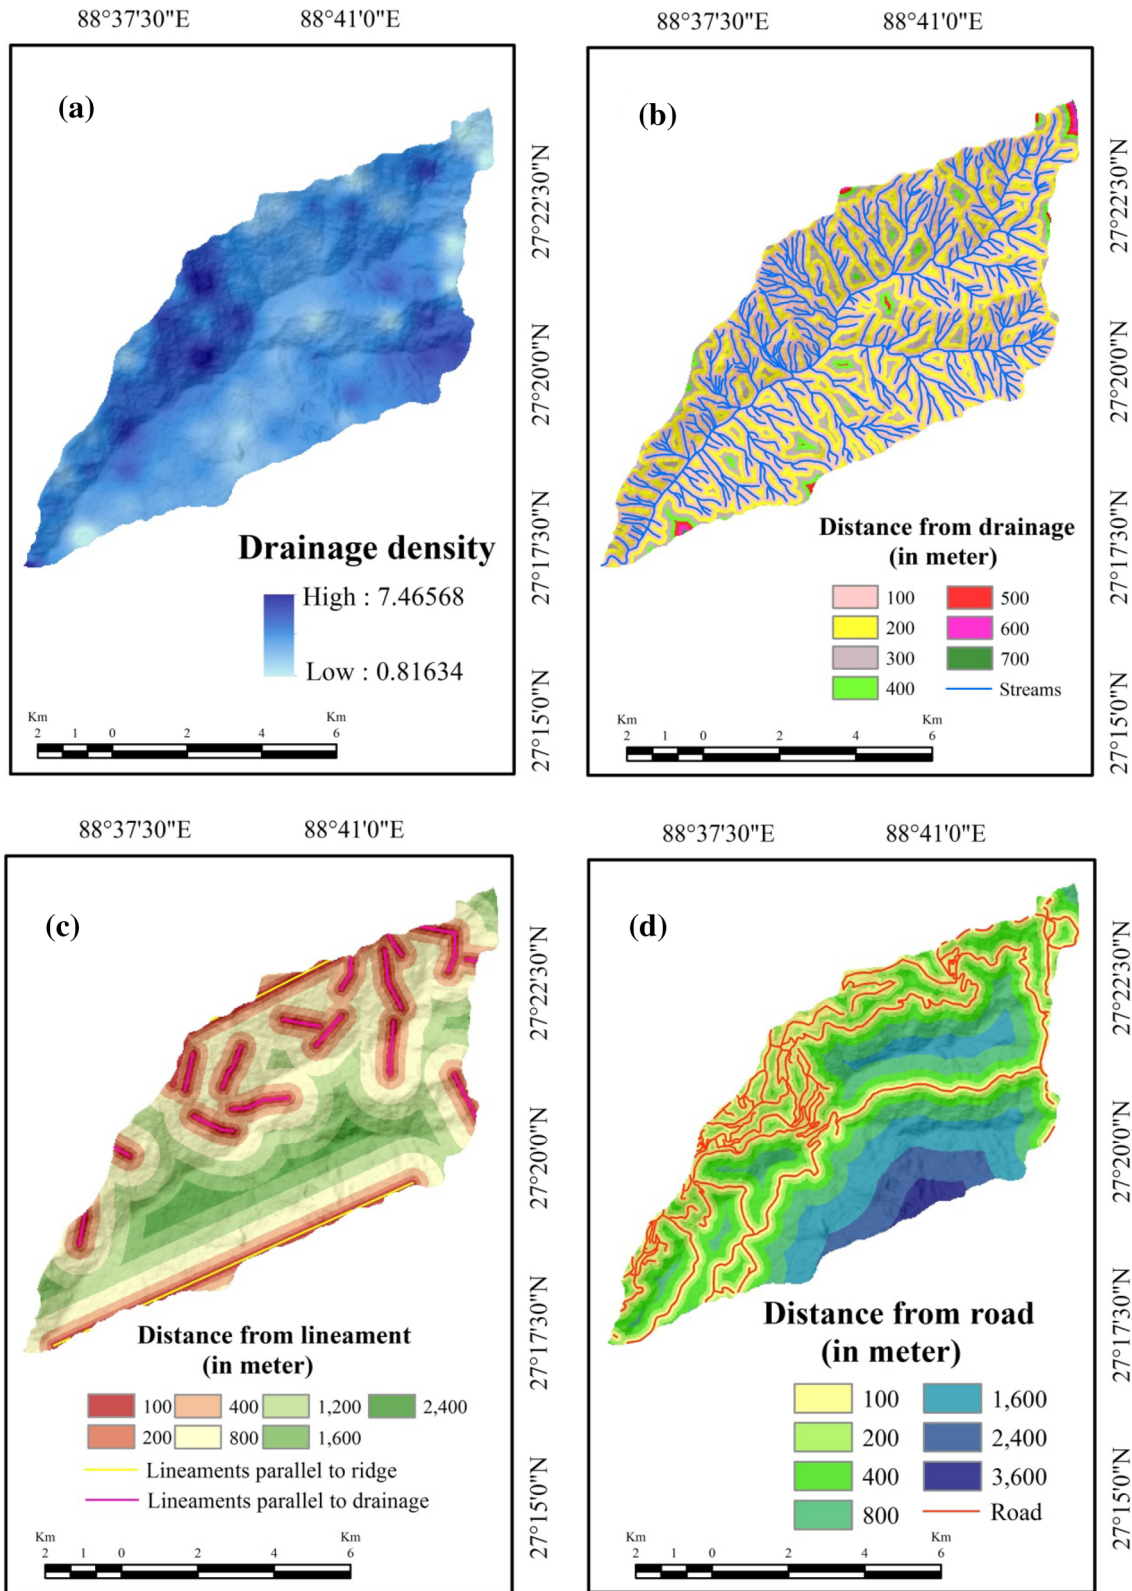 88°37'30"E 88°41'0"E
(a)
27°22'30"N
27°20'0"N
27°17'30"N
27°15'0"N
Drainage density
High : 7.46568
Low : 0.81634
Km Km
2 1 0 2 4 6
88°37'30"E 88°41'0"E
(b)
27°22'30"N
27°20'0"N
27°17'30"N
27°15'0"N
Distance from drainage
(in meter)
100 500
200 600
300 700
400 Streams
Km Km
2 1 0 2 4 6
88°37'30"E 88°41'0"E
(c)
27°22'30"N
27°20'0"N
27°17'30"N
27°15'0"N
Distance from lineament
(in meter)
100 400 1,200 2,400
200 800 1,600
Lineaments parallel to ridge
Lineaments parallel to drainage
Km Km
2 1 0 2 4 6
88°37'30"E 88°41'0"E
(d)
27°22'30"N
27°20'0"N
27°17'30"N
27°15'0"N
Distance from road
(in meter)
100 1,600
200 2,400
400 3,600
800 Road
Km Km
2 1 0 2 4 6